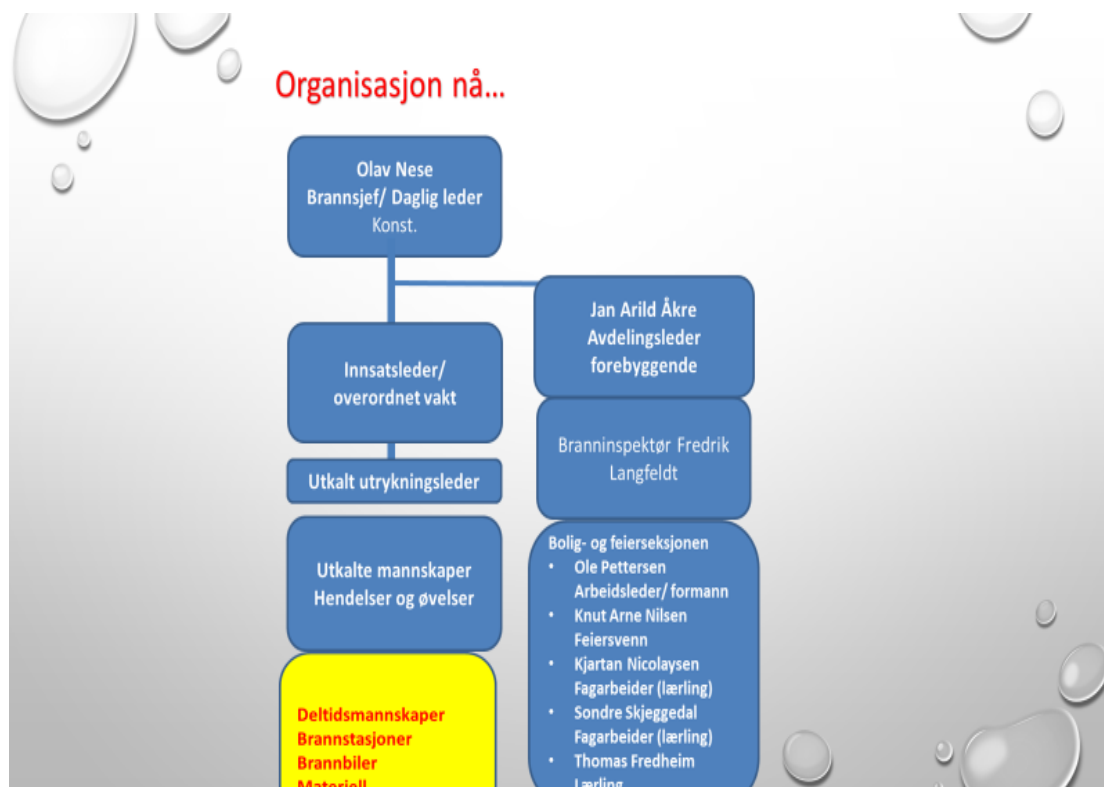 Organisasjon nå...
Olav Nese
Brannsjef/ Daglig leder
Konst.
Innsatsleder/
overordnet vakt
Utkalt utrykningsleder
Utkalte mannskaper
Hendelser og øvelser
Deltidsmannskaper
Brannstasjoner
Brannbiler
Materiell
Jan Arild Åkre
Avdelingsleder
forebyggende
Branninspektør Fredrik
Langfeldt
Bolig- og feierseksjonen
• Ole Pettersen
Arbeidsleder/ formann
• Knut Arne Nilsen
Feiersvenn
• Kjartan Nicolaysen
Fagarbeider (lærling)
• Sondre Skjeggedal
Fagarbeider (lærling)
• Thomas Fredheim
Lærling